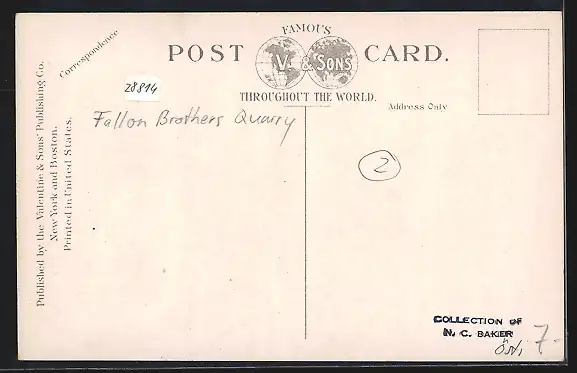 Correspondence
FAMOUS
POST CARD.
V. & SONS
THROUGHOUT THE WORLD.
Address Only
28814
Fallon Brothers Quarry
2
Published by the Valentine & Sons' Publishing Co.
New York and Boston.
Printed in United States.
COLLECTION OF
N. C. BAKER
7.-